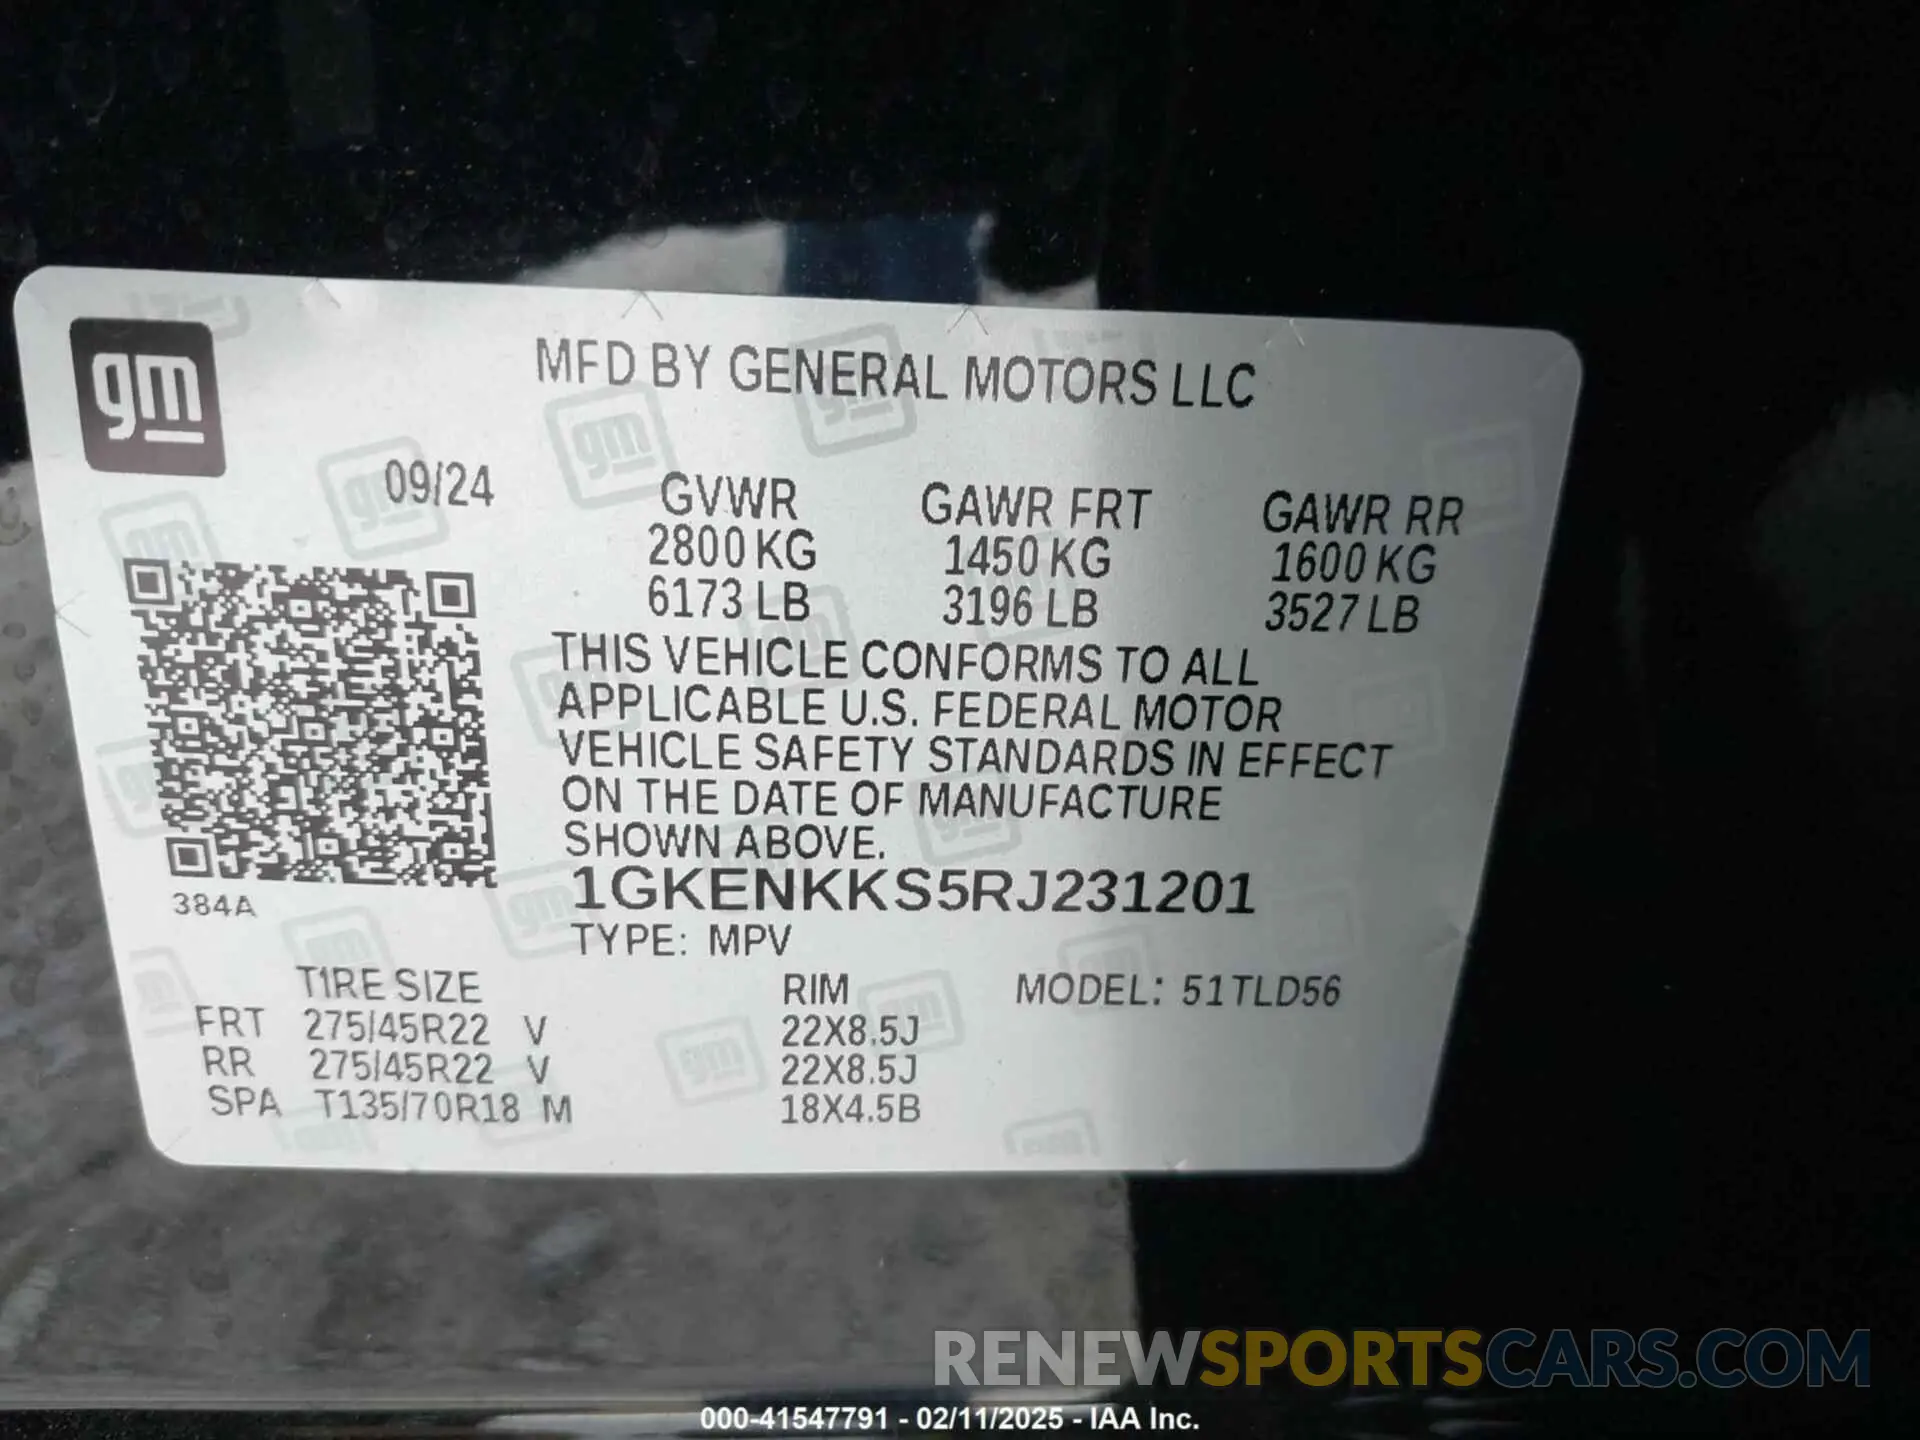 gm
MFD BY GENERAL MOTORS LLC
09/24
GVWR GAWR FRT GAWR RR
2800 KG 1450 KG 1600 KG
6173 LB 3196 LB 3527 LB
THIS VEHICLE CONFORMS TO ALL
APPLICABLE U.S. FEDERAL MOTOR
VEHICLE SAFETY STANDARDS IN EFFECT
ON THE DATE OF MANUFACTURE
SHOWN ABOVE.
384A
1GKENKKS5RJ231201
TYPE: MPV
TIRE SIZE RIM MODEL: 51TLD56
FRT 275/45R22 V 22X8.5J
RR 275/45R22 V 22X8.5J
SPA T135/70R18 M 18X4.5B
RENEWSPORTSCARS.COM
000-41547791 - 02/11/2025 - IAA Inc.